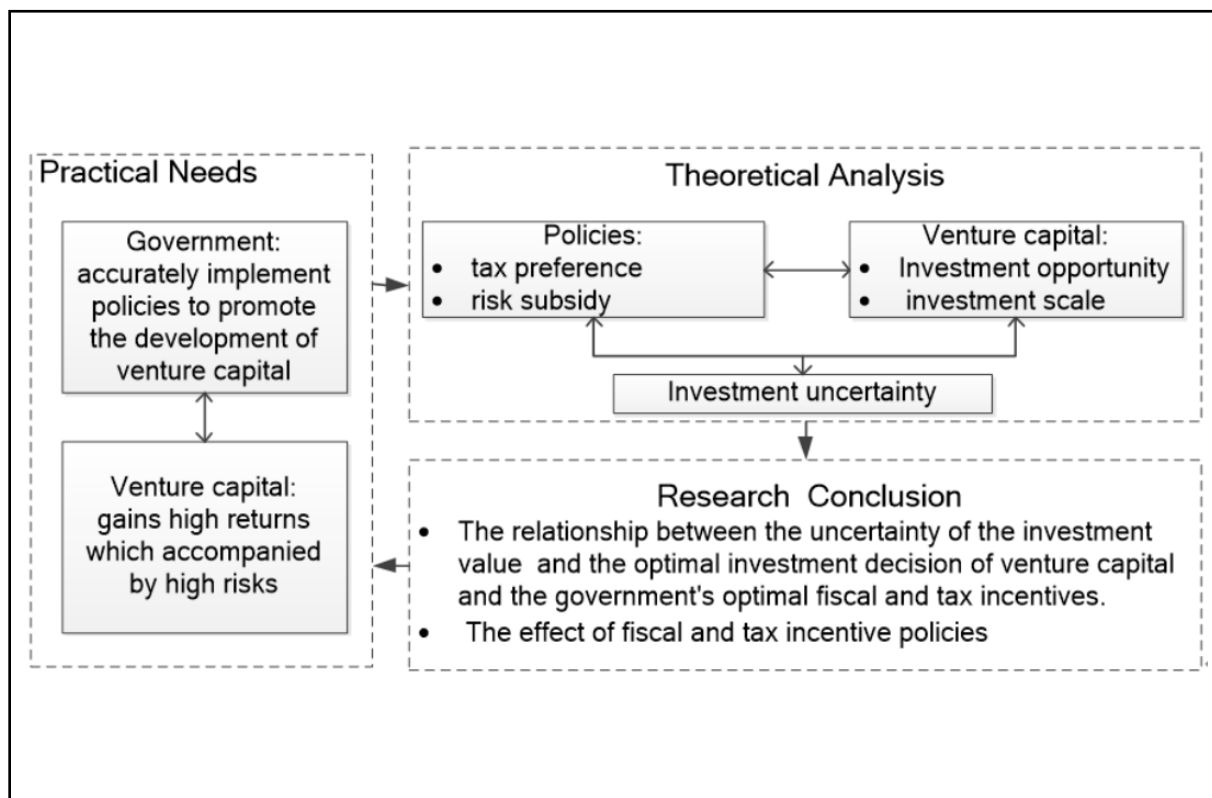 Practical Needs
Government:
accurately implement
policies to promote
the development of
venture capital
Venture capital:
gains high returns
which accompanied
by high risks
Theoretical Analysis
Policies:
• tax preference
• risk subsidy
Venture capital:
• Investment opportunity
• investment scale
Investment uncertainty
Research Conclusion
• The relationship between the uncertainty of the investment
value and the optimal investment decision of venture capital
and the government's optimal fiscal and tax incentives.
• The effect of fiscal and tax incentive policies